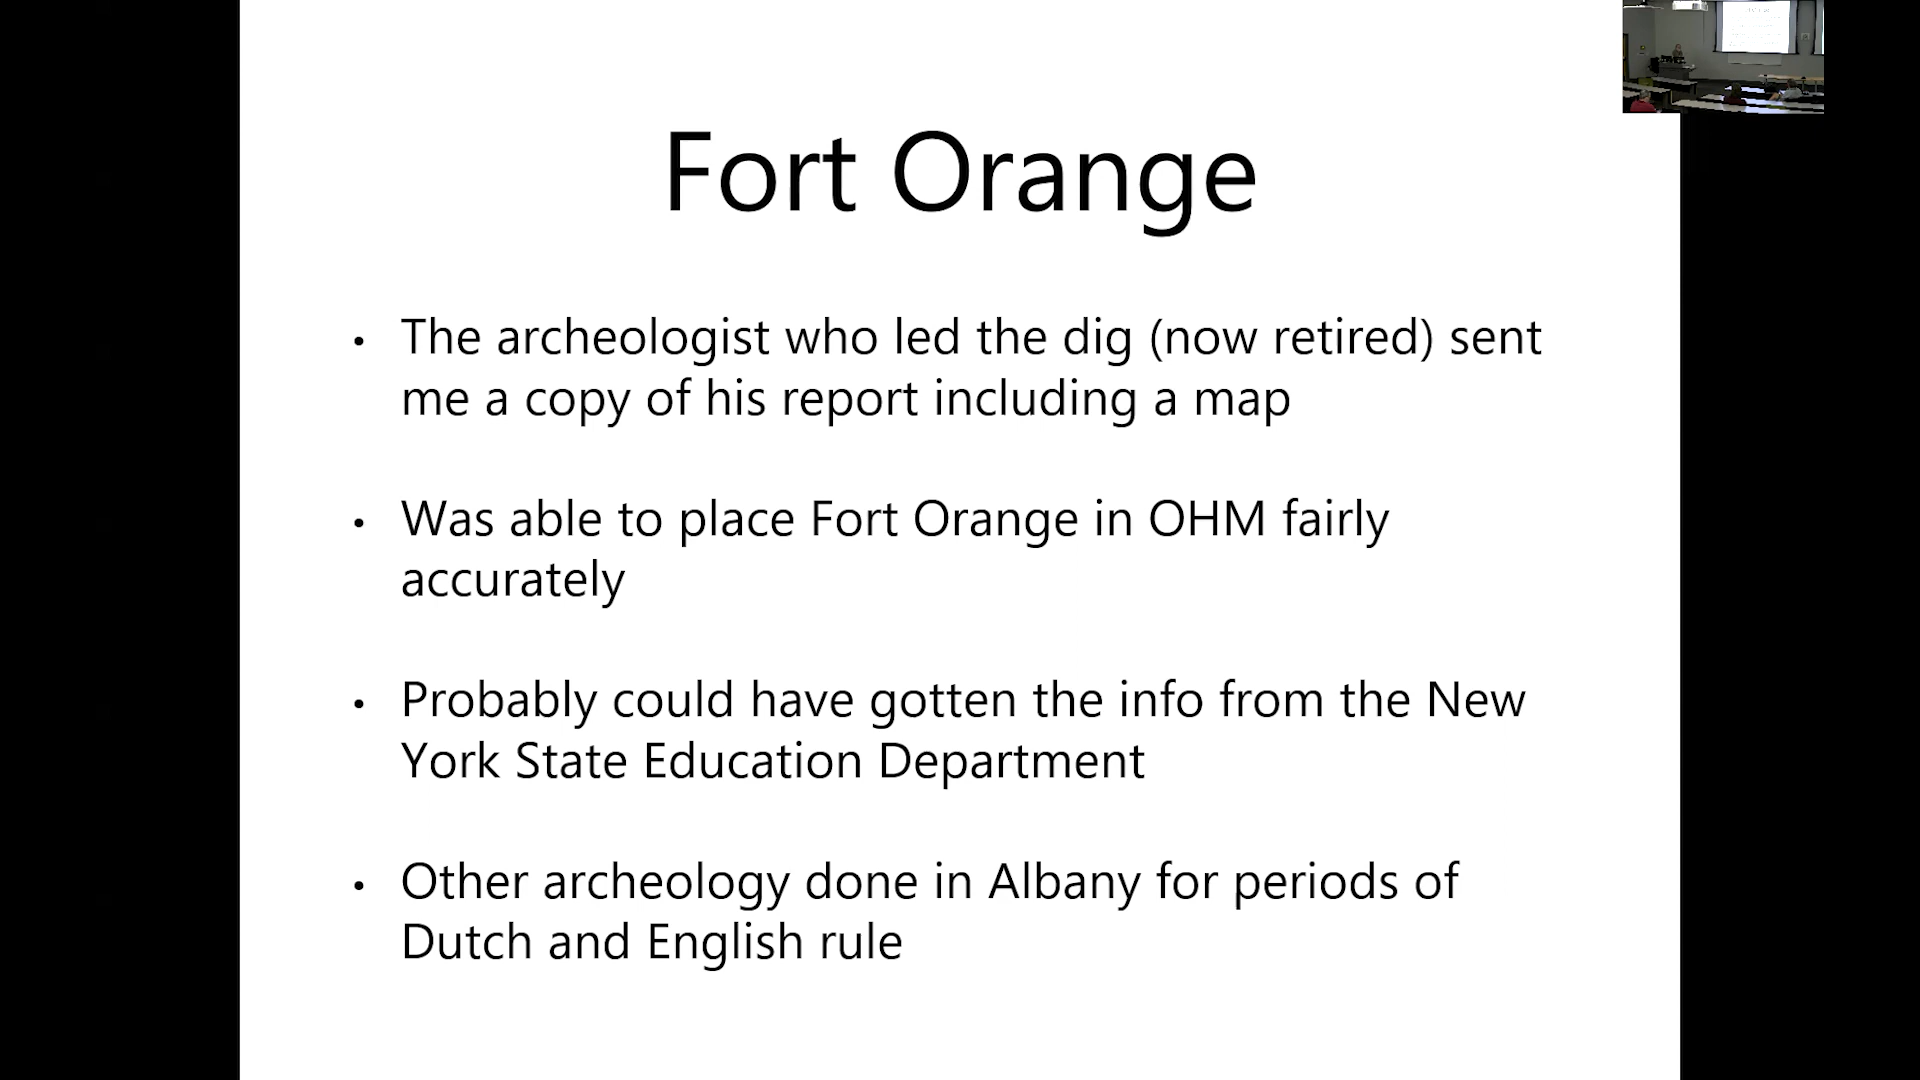 Fort Orange
• The archeologist who led the dig (now retired) sent
me a copy of his report including a map
• Was able to place Fort Orange in OHM fairly
accurately
• Probably could have gotten the info from the New
York State Education Department
• Other archeology done in Albany for periods of
Dutch and English rule